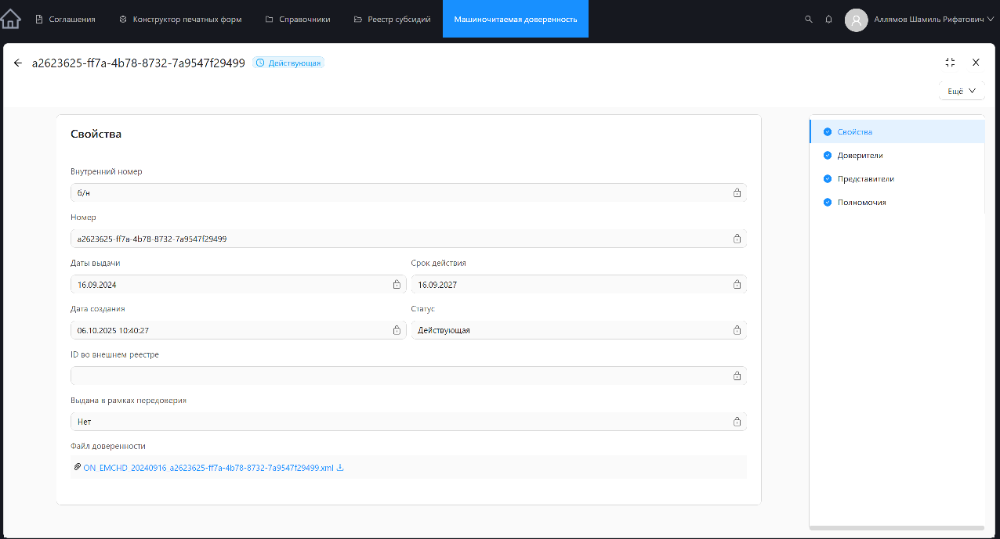 Соглашения Конструктор печатных форм Справочники Реестр субсидий Машиночитаемая доверенность Аллямов Шамиль Рифатович
a2623625-ff7a-4b78-8732-7a9547f29499 Действующая
Ещё
Свойства
Внутренний номер
б/н
Номер
a2623625-ff7a-4b78-8732-7a9547f29499
Даты выдачи Срок действия
16.09.2024 16.09.2027
Дата создания Статус
06.10.2025 10:40:27 Действующая
ID во внешнем реестре
Выдана в рамках передоверия
Нет
Файл доверенности
ON_EMCHD_20240916_a2623625-ff7a-4b78-8732-7a9547f29499.xml
Свойства
Доверители
Представители
Полномочия